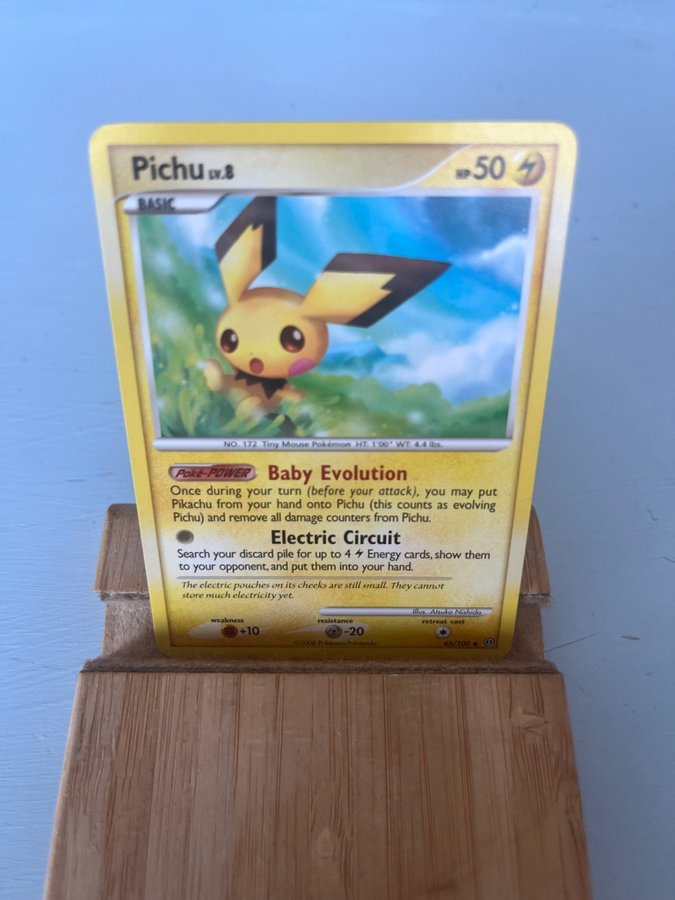 Pichu LV.8 HP 50
BASIC
NO. 172 Tiny Mouse Pokémon HT: 1'00" WT: 4.4 lbs.
Poké-POWER Baby Evolution
Once during your turn (before your attack), you may put
Pikachu from your hand onto Pichu (this counts as evolving
Pichu) and remove all damage counters from Pichu.
Electric Circuit
Search your discard pile for up to 4 Energy cards, show them
to your opponent, and put them into your hand.
The electric pouches on its cheeks are still small. They cannot
store much electricity yet.
Illus. Atsuko Nishida
weakness resistance retreat cost
+10 -20
©2008 Pokémon/Nintendo 42/100